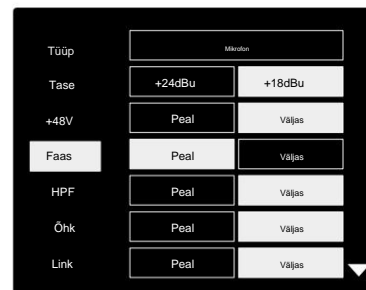 Tüüp Mikrofon
Tase +24dBu +18dBu
+48V Peal Väljas
Faas Peal Väljas
HPF Peal Väljas
Õhk Peal Väljas
Link Peal Väljas